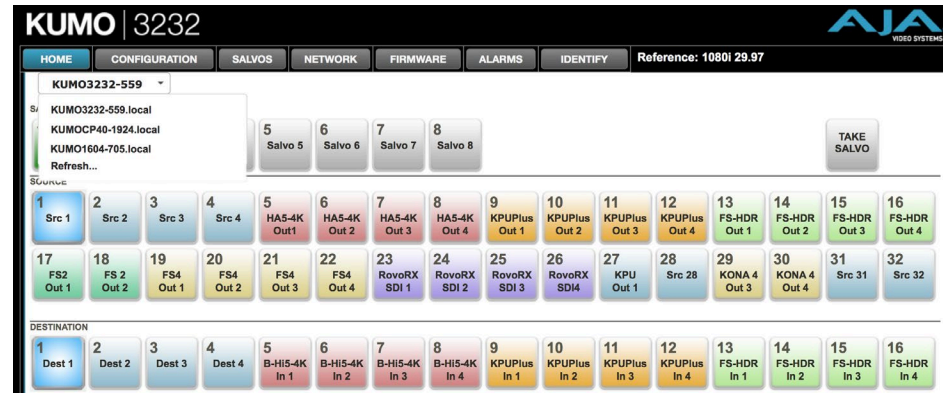 KUMO 3232
AJA
VIDEO SYSTEMS
HOME CONFIGURATION SALVOS NETWORK FIRMWARE ALARMS IDENTIFY Reference: 1080i 29.97
KUMO3232-559
KUMO3232-559.local
KUMOCP40-1924.local
KUMO1604-705.local
Refresh...
5 6 7 8
Salvo 5 Salvo 6 Salvo 7 Salvo 8
TAKE
SALVO
SOURCE
1 2 3 4 5 6 7 8 9 10 11 12 13 14 15 16
Src 1 Src 2 Src 3 Src 4 HA5-4K HA5-4K HA5-4K HA5-4K KPUPlus KPUPlus KPUPlus KPUPlus FS-HDR FS-HDR FS-HDR FS-HDR
Out1 Out 2 Out 3 Out 4 Out 1 Out 2 Out 3 Out 4 Out 1 Out 2 Out 3 Out 4
17 18 19 20 21 22 23 24 25 26 27 28 29 30 31 32
FS2 FS 2 FS4 FS4 FS4 FS4 RovoRX RovoRX RovoRX RovoRX KPU Src 28 KONA 4 KONA 4 Src 31 Src 32
Out 1 Out 2 Out 1 Out 2 Out 3 Out 4 SDI 1 SDI 2 SDI 3 SDI4 Out 1 Out 3 Out 4
DESTINATION
1 2 3 4 5 6 7 8 9 10 11 12 13 14 15 16
Dest 1 Dest 2 Dest 3 Dest 4 B-Hi5-4K B-Hi5-4K B-Hi5-4K B-Hi5-4K KPUPlus KPUPlus KPUPlus KPUPlus FS-HDR FS-HDR FS-HDR FS-HDR
In 1 In 2 In 3 In 4 In 1 In 2 In 3 In 4 In 1 In 2 In 3 In 4